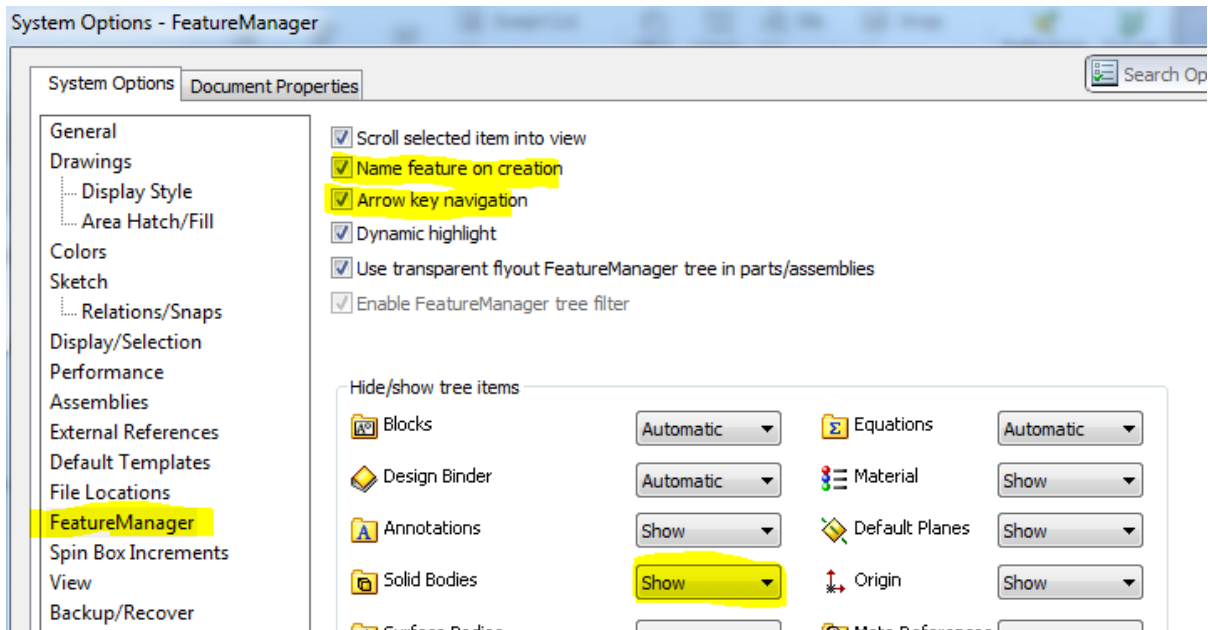 System Options - FeatureManager
System Options
Document Properties
Search Op
General
Drawings
Display Style
Area Hatch/Fill
Colors
Sketch
Relations/Snaps
Display/Selection
Performance
Assemblies
External References
Default Templates
File Locations
FeatureManager
Spin Box Increments
View
Backup/Recover
Scroll selected item into view
Name feature on creation
Arrow key navigation
Dynamic highlight
Use transparent flyout FeatureManager tree in parts/assemblies
Enable FeatureManager tree filter
Hide/show tree items
Blocks Automatic Equations Automatic
Design Binder Automatic Material Show
Annotations Show Default Planes Show
Solid Bodies Show Origin Show